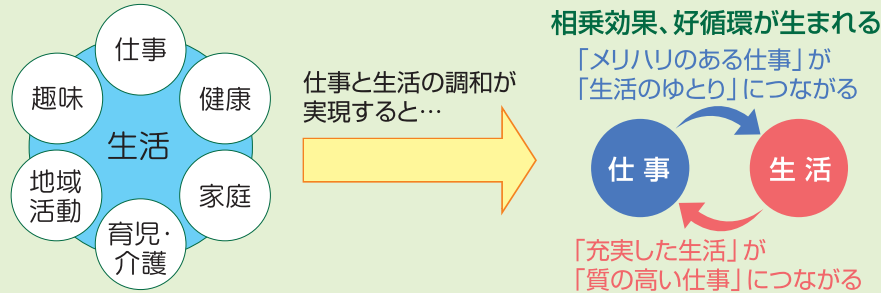 仕事
健康
家庭
育児・
介護
地域
活動
趣味
生活
仕事と生活の調和が
実現すると…
相乗効果、好循環が生まれる
「メリハリのある仕事」が
「生活のゆとり」につながる
仕事
生活
「充実した生活」が
「質の高い仕事」につながる